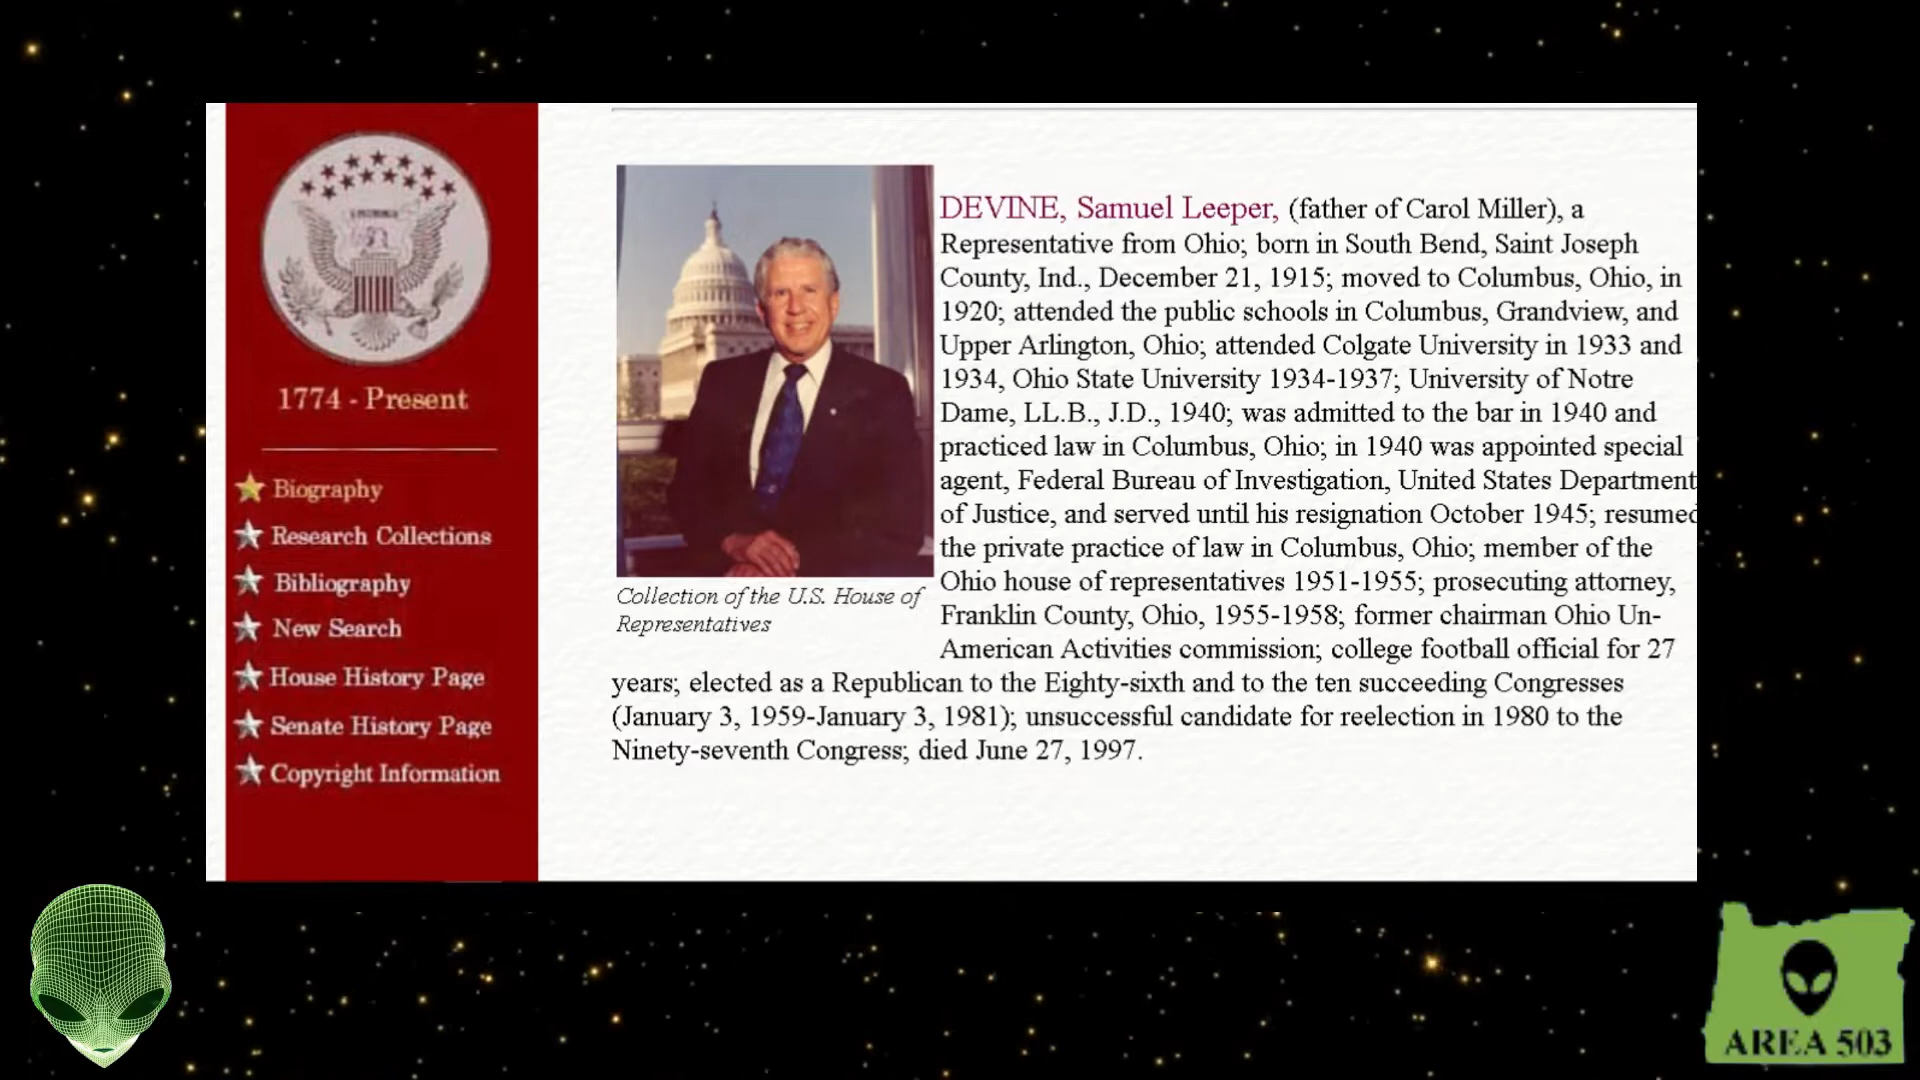 1774 - Present
Biography
Research Collections
Bibliography
New Search
House History Page
Senate History Page
Copyright Information
DEVINE, Samuel Leeper, (father of Carol Miller), a
Representative from Ohio; born in South Bend, Saint Joseph
County, Ind., December 21, 1915; moved to Columbus, Ohio, in
1920; attended the public schools in Columbus, Grandview, and
Upper Arlington, Ohio; attended Colgate University in 1933 and
1934, Ohio State University 1934-1937; University of Notre
Dame, LL.B., J.D., 1940; was admitted to the bar in 1940 and
practiced law in Columbus, Ohio; in 1940 was appointed special
agent, Federal Bureau of Investigation, United States Department
of Justice, and served until his resignation October 1945; resumed
the private practice of law in Columbus, Ohio; member of the
Ohio house of representatives 1951-1955; prosecuting attorney,
Franklin County, Ohio, 1955-1958; former chairman Ohio Un-
American Activities commission; college football official for 27
years; elected as a Republican to the Eighty-sixth and to the ten succeeding Congresses
(January 3, 1959-January 3, 1981); unsuccessful candidate for reelection in 1980 to the
Ninety-seventh Congress; died June 27, 1997.
Collection of the U.S. House of
Representatives
AREA 503